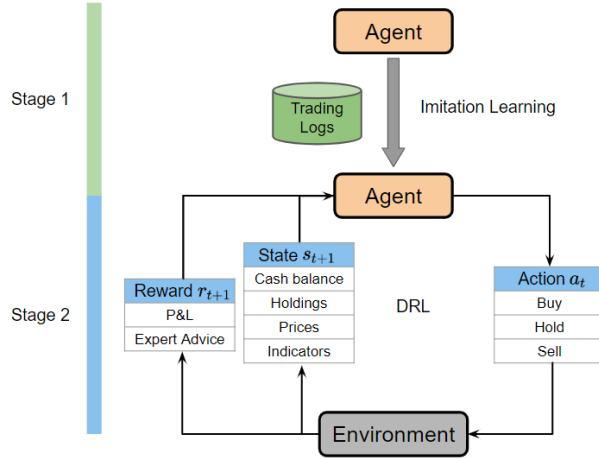 Agent
Stage 1
Trading
Logs
Imitation Learning
Agent
State s_{t+1}
Cash balance
Holdings
Prices
Indicators
Reward r_{t+1}
P&L
Expert Advice
Stage 2
DRL
Action a_t
Buy
Hold
Sell
Environment